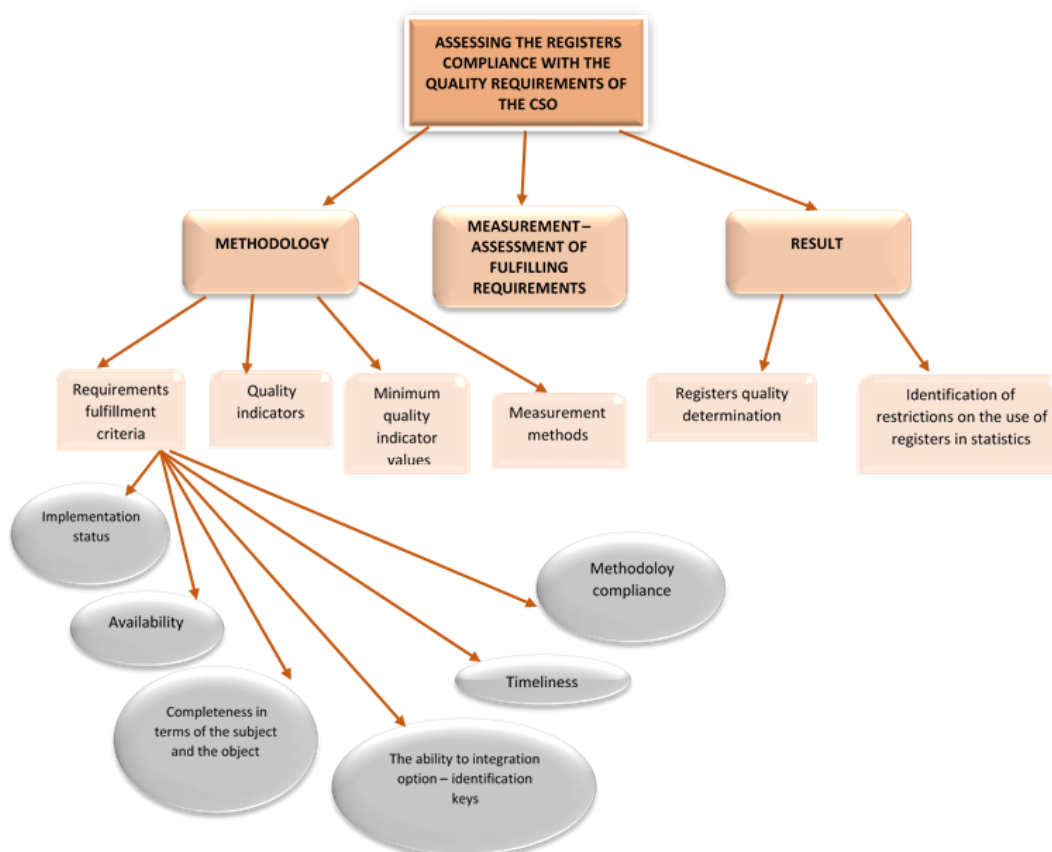 ASSESSING THE REGISTERS
COMPLIANCE WITH THE
QUALITY REQUIREMENTS OF
THE CSO
METHODOLOGY
MEASUREMENT –
ASSESSMENT OF
FULFILLING
REQUIREMENTS
RESULT
Requirements
fulfillment
criteria
Quality
indicators
Minimum
quality
indicator
values
Measurement
methods
Registers quality
determination
Identification of
restrictions on the use of
registers in statistics
Implementation
status
Availability
Completeness in
terms of the subject
and the object
The ability to integration
option – identification
keys
Timeliness
Methodoloy
compliance